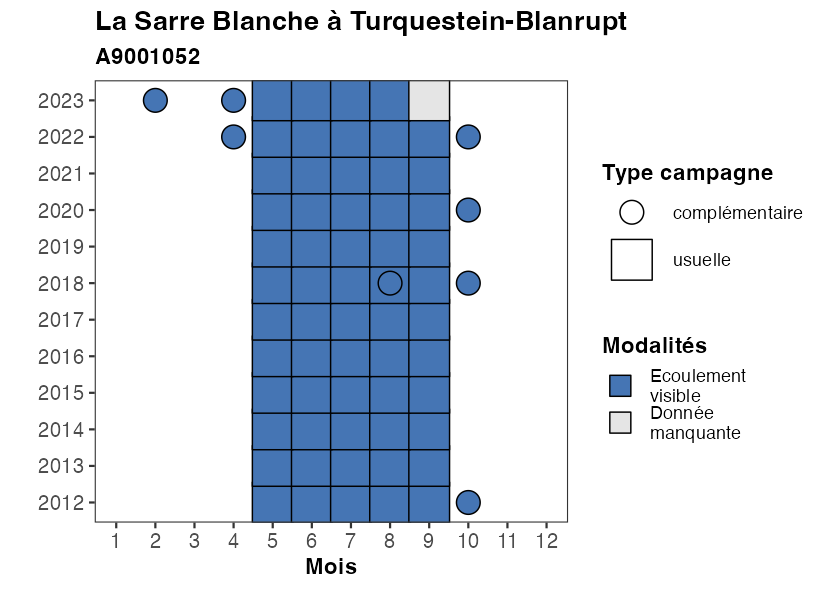 La Sarre Blanche à Turquestein-Blanrupt
A9001052
2023
2022
2021
2020
2019
2018
2017
2016
2015
2014
2013
2012
1 2 3 4 5 6 7 8 9 10 11 12
Mois
Type campagne
complémentaire
usuelle
Modalités
Ecoulement
visible
Donnée
manquante